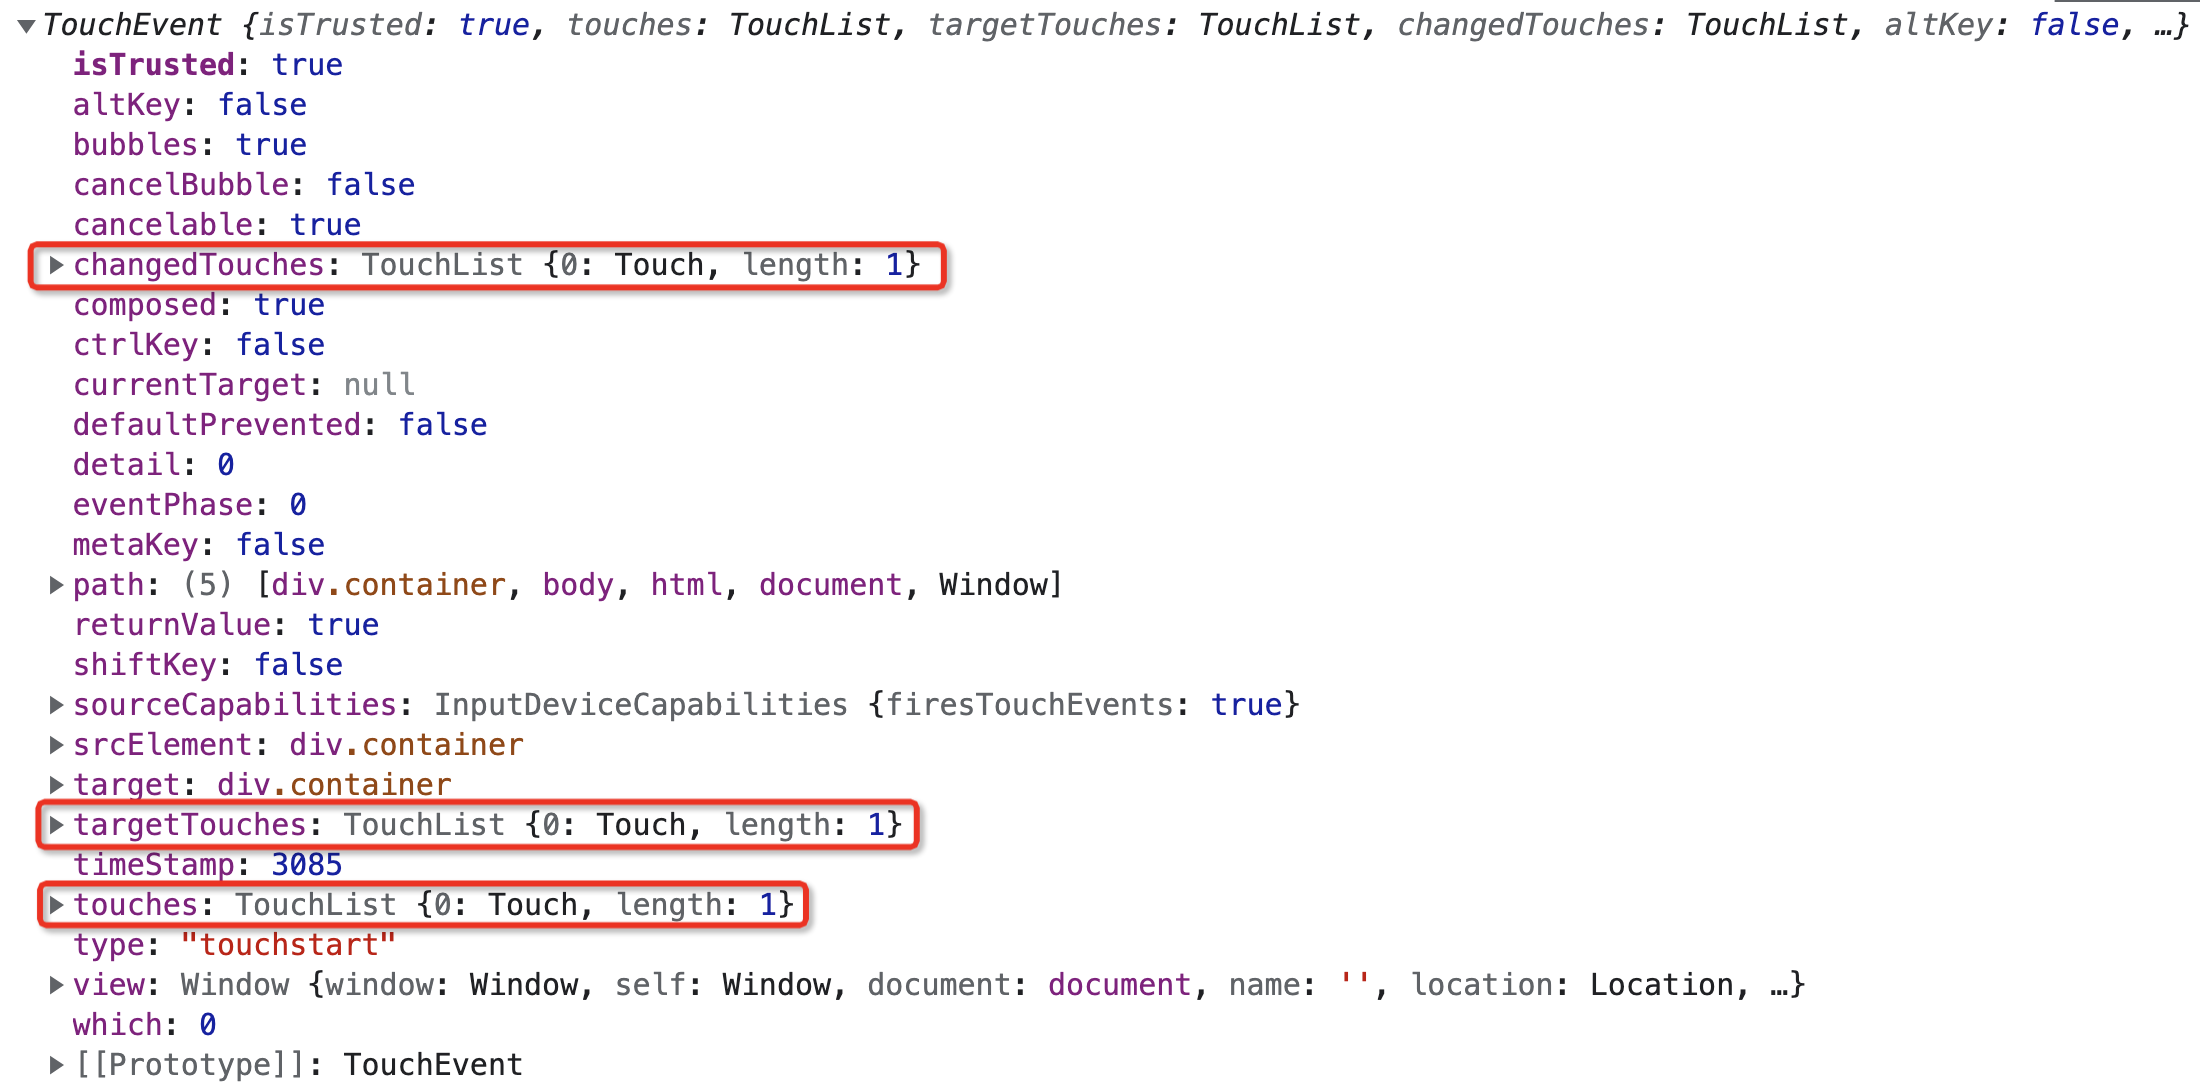 ▼TouchEvent {isTrusted: true, touches: TouchList, targetTouches: TouchList, changedTouches: TouchList, altKey: false, …}
isTrusted: true
altKey: false
bubbles: true
cancelBubble: false
cancelable: true
▶changedTouches: TouchList {0: Touch, length: 1}
composed: true
ctrlKey: false
currentTarget: null
defaultPrevented: false
detail: 0
eventPhase: 0
metaKey: false
▶path: (5) [div.container, body, html, document, Window]
returnValue: true
shiftKey: false
▶sourceCapabilities: InputDeviceCapabilities {firesTouchEvents: true}
▶srcElement: div.container
▶target: div.container
▶targetTouches: TouchList {0: Touch, length: 1}
timeStamp: 3085
▶touches: TouchList {0: Touch, length: 1}
type: "touchstart"
▶view: Window {window: Window, self: Window, document: document, name: '', location: Location, …}
which: 0
▶[[Prototype]]: TouchEvent